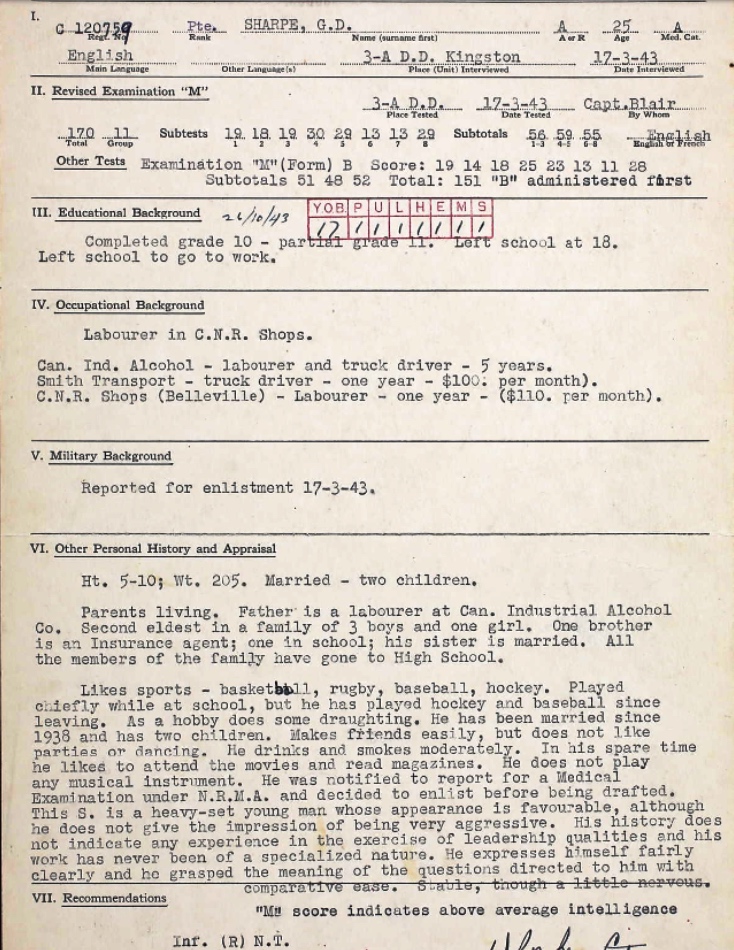 I.
C 120759 Pte. SHARPE, G.D. A 25 A
Regt. No. Rank Name (surname first) A or R Age Med. Cat.
English 3-A D.D. Kingston 17-3-43
Main Language Other Language(s) Place (Unit) Interviewed Date Interviewed
II. Revised Examination "M"
3-A D.D. 17-3-43 Capt.Blair
Place Tested Date Tested By Whom
170 11 Subtests 19 18 19 30 29 13 13 29 Subtotals 56 59 55 English
Total Group 1 2 3 4 5 6 7 8 1-3 4-5 6-8 English or French
Other Tests Examination "M"(Form) B Score: 19 14 18 25 23 13 11 28
Subtotals 51 48 52 Total: 151 "B" administered first
III. Educational Background 26/10/43
YOB P U L H E M S
17 1 1 1 1 1 1 1
Completed grade 10 - partial grade 11. Left school at 18.
Left school to go to work.
IV. Occupational Background
Labourer in C.N.R. Shops.
Can. Ind. Alcohol - labourer and truck driver - 5 years.
Smith Transport - truck driver - one year - $100. per month).
C.N.R. Shops (Belleville) - Labourer - one year - ($110. per month).
V. Military Background
Reported for enlistment 17-3-43.
VI. Other Personal History and Appraisal
Ht. 5-10; Wt. 205. Married - two children.
Parents living. Father is a labourer at Can. Industrial Alcohol
Co. Second eldest in a family of 3 boys and one girl. One brother
is an Insurance agent; one in school; his sister is married. All
the members of the family have gone to High School.
Likes sports - basketball, rugby, baseball, hockey. Played
chiefly while at school, but he has played hockey and baseball since
leaving. As a hobby does some draughting. He has been married since
1938 and has two children. Makes friends easily, but does not like
parties or dancing. He drinks and smokes moderately. In his spare time
he likes to attend the movies and read magazines. He does not play
any musical instrument. He was notified to report for a Medical
Examination under N.R.M.A. and decided to enlist before being drafted.
This S. is a heavy-set young man whose appearance is favourable, although
he does not give the impression of being very aggressive. His history does
not indicate any experience in the exercise of leadership qualities and his
work has never been of a specialized nature. He expresses himself fairly
clearly and he grasped the meaning of the questions directed to him with
comparative ease. Stable, though a little nervous.
VII. Recommendations
"M" score indicates above average intelligence
Inf. (R) N.T.